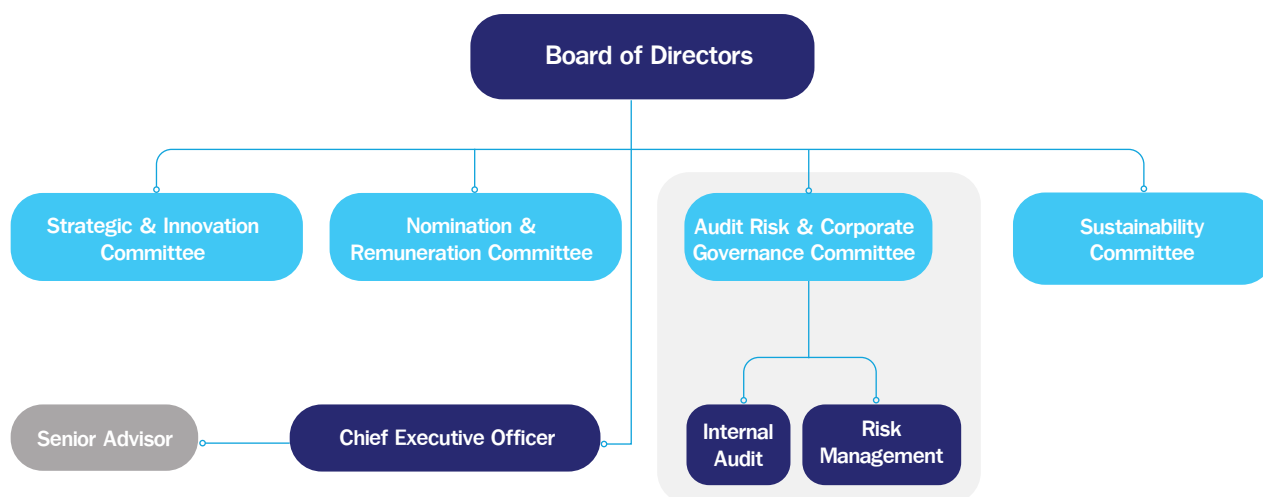 Board of Directors
Strategic & Innovation
Committee
Nomination &
Remuneration Committee
Audit Risk & Corporate
Governance Committee
Sustainability
Committee
Senior Advisor
Chief Executive Officer
Internal
Audit
Risk
Management